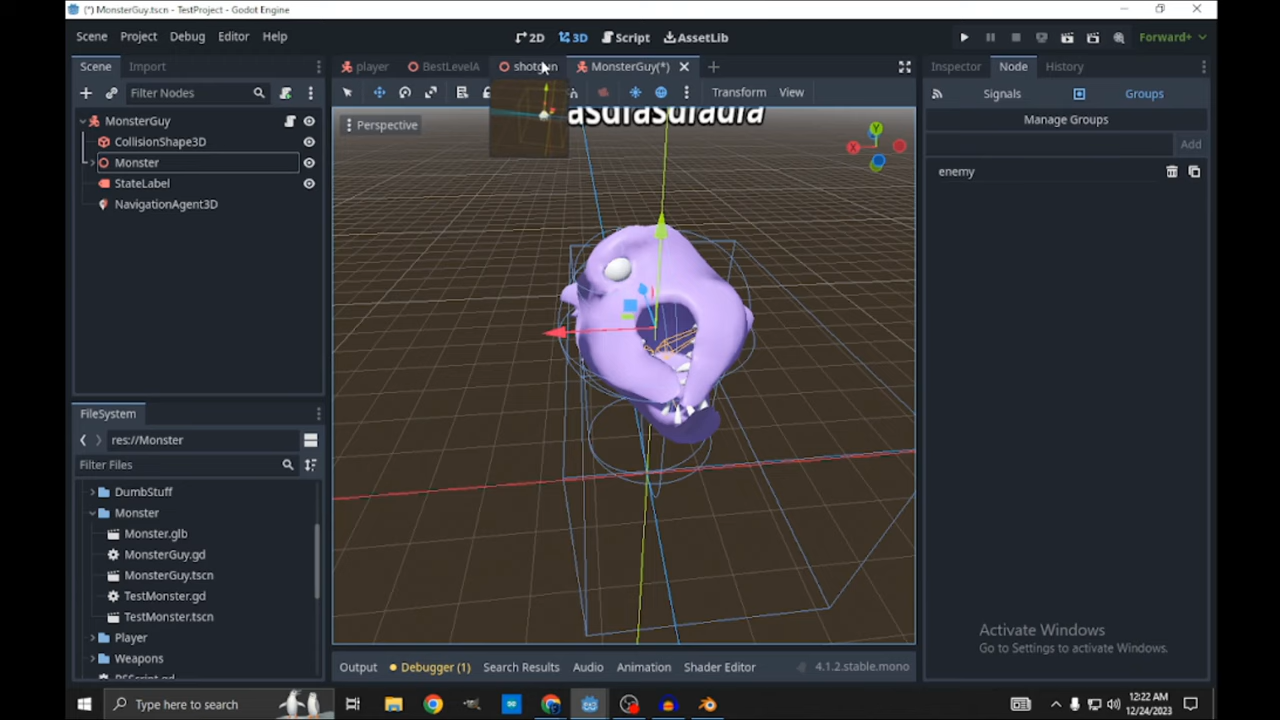 (*) MonsterGuy.tscn - TestProject - Godot Engine
Scene Project Debug Editor Help
2D 3D Script AssetLib
Forward+
Scene Import
player BestLevelA shotgun MonsterGuy(*)
Inspector Node History
Filter Nodes
Transform View
Signals Groups
MonsterGuy
CollisionShape3D
Monster
StateLabel
NavigationAgent3D
Perspective
asdfasdfadfa
X Y
Manage Groups
Add
enemy
FileSystem
res://Monster
Filter Files
DumbStuff
Monster
Monster.glb
MonsterGuy.gd
MonsterGuy.tscn
TestMonster.gd
TestMonster.tscn
Player
Weapons
Activate Windows
Go to Settings to activate Windows.
Output Debugger (1) Search Results Audio Animation Shader Editor 4.1.2.stable.mono
Type here to search
12:22 AM
12/24/2023